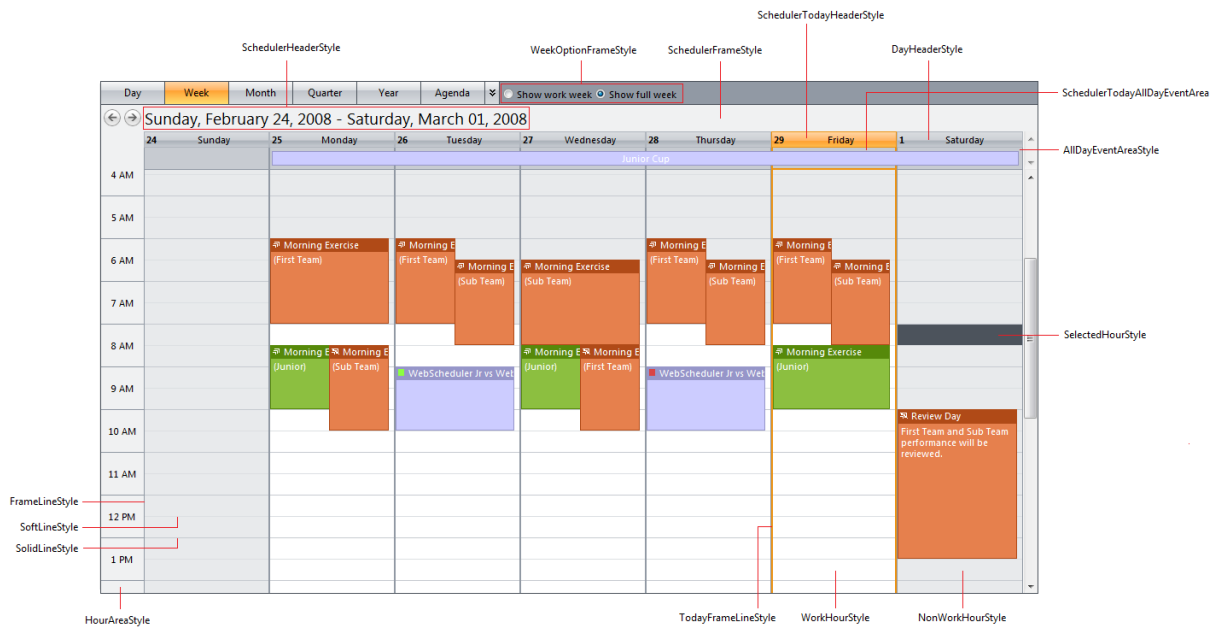 SchedulerTodayHeaderStyle
SchedulerHeaderStyle
WeekOptionFrameStyle
SchedulerFrameStyle
DayHeaderStyle
Day Week Month Quarter Year Agenda Show work week Show full week
SchedulerTodayAllDayEventArea
Sunday, February 24, 2008 - Saturday, March 01, 2008
24 Sunday 25 Monday 26 Tuesday 27 Wednesday 28 Thursday 29 Friday 1 Saturday
Junior Cup
AllDayEventAreaStyle
4 AM
5 AM
Morning Exercise
(First Team)
Morning E
(First Team)
Morning E
(Sub Team)
Morning Exercise
(Sub Team)
Morning E
(First Team)
Morning E
(Sub Team)
Morning E
(First Team)
Morning E
(Sub Team)
6 AM
7 AM
SelectedHourStyle
8 AM
Morning E
(Junior)
Morning E
(Sub Team)
WebScheduler Jr vs Web
Morning E
(Junior)
Morning E
(First Team)
WebScheduler Jr vs Web
Morning Exercise
(Junior)
9 AM
Review Day
First Team and Sub Team
performance will be
reviewed.
10 AM
11 AM
FrameLineStyle
12 PM
SoftLineStyle
SolidLineStyle
1 PM
HourAreaStyle
TodayFrameLineStyle
WorkHourStyle
NonWorkHourStyle